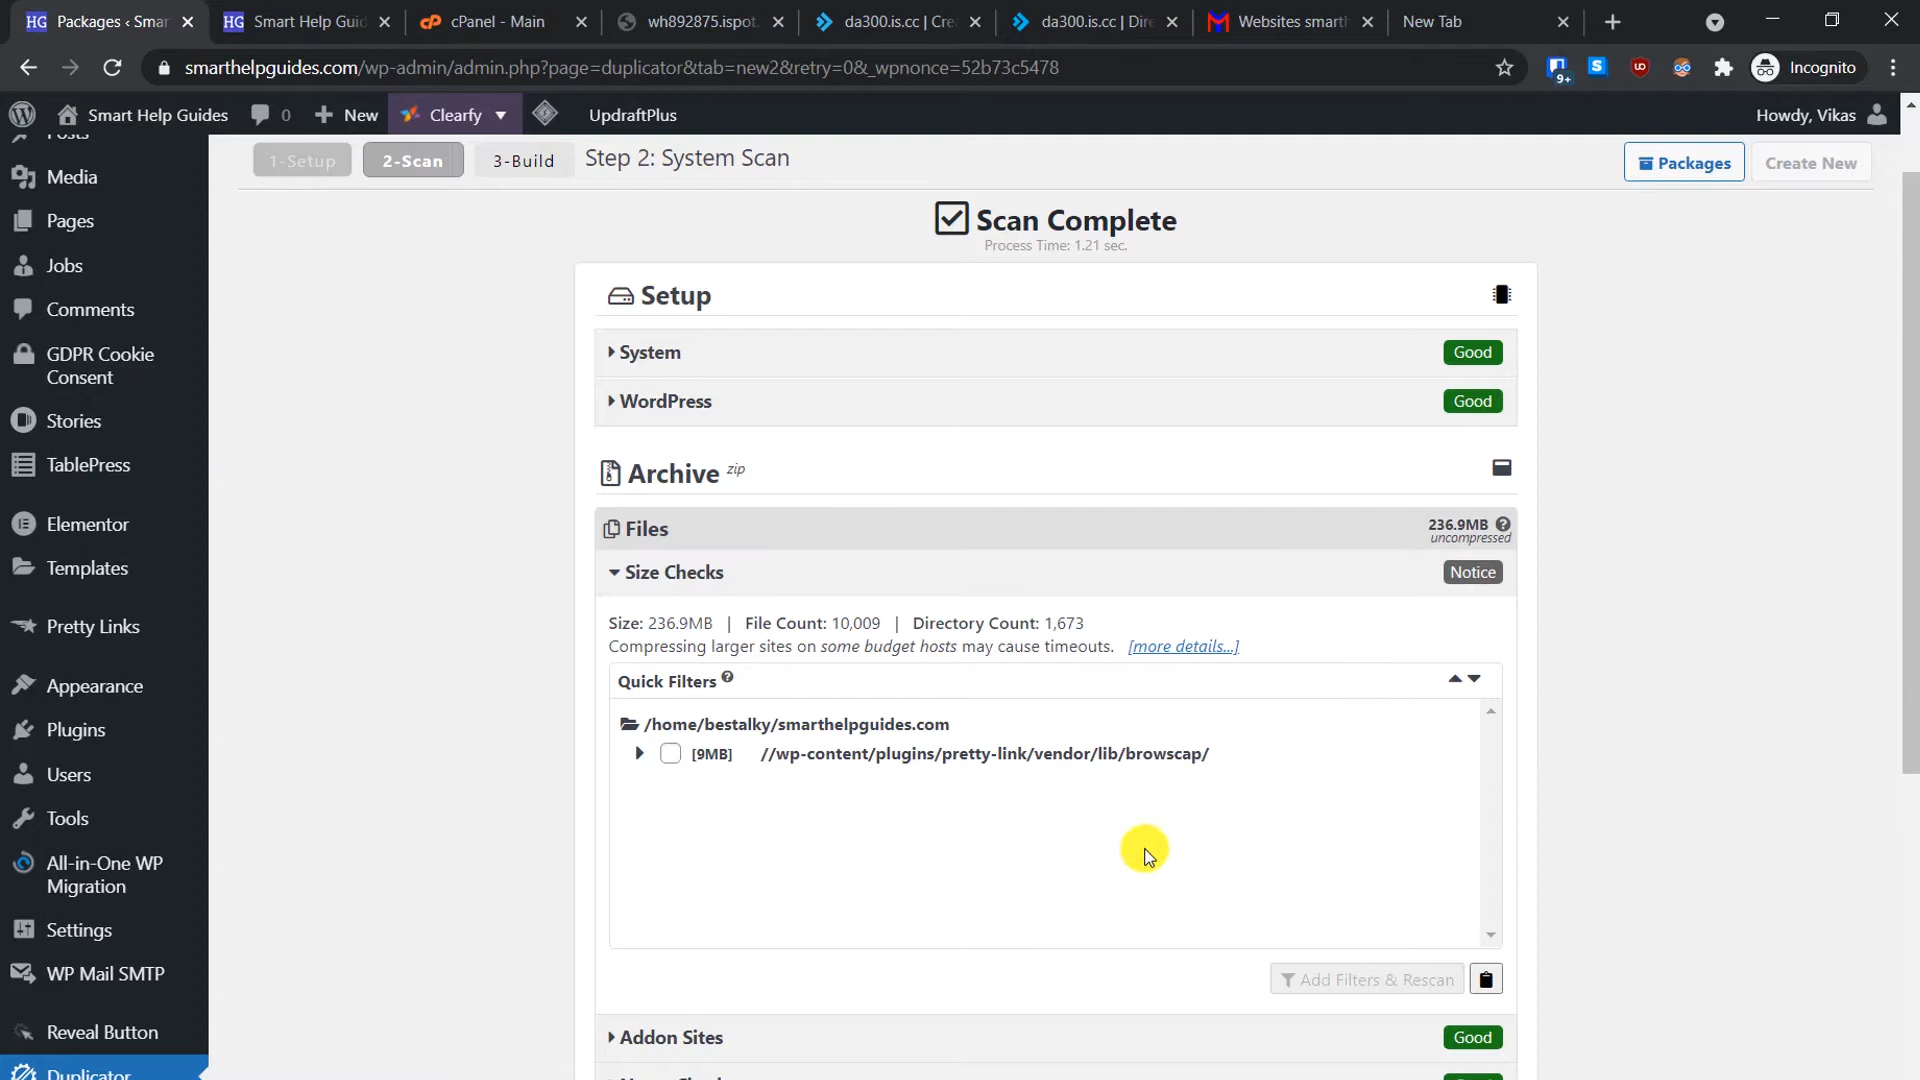 Packages ‹ Smar
Smart Help Guid
cPanel - Main
wh892875.ispot.
da300.is.cc | Cre
da300.is.cc | Dire
Websites smarth
New Tab
smarthelpguides.com/wp-admin/admin.php?page=duplicator&tab=new2&retry=0&_wpnonce=52b73c5478
9+
Incognito
Smart Help Guides
0
New
Clearfy
UpdraftPlus
Howdy, Vikas
Posts
Media
Pages
Jobs
Comments
GDPR Cookie
Consent
Stories
TablePress
Elementor
Templates
Pretty Links
Appearance
Plugins
Users
Tools
All-in-One WP
Migration
Settings
WP Mail SMTP
Reveal Button
Duplicator
1-Setup
2-Scan
3-Build
Step 2: System Scan
Packages
Create New
Scan Complete
Process Time: 1.21 sec.
Setup
System
Good
WordPress
Good
Archive zip
Files
236.9MB
uncompressed
Size Checks
Notice
Size: 236.9MB | File Count: 10,009 | Directory Count: 1,673
Compressing larger sites on some budget hosts may cause timeouts. [more details...]
Quick Filters
/home/bestalky/smarthelpguides.com
[9MB] //wp-content/plugins/pretty-link/vendor/lib/browscap/
Add Filters & Rescan
Addon Sites
Good